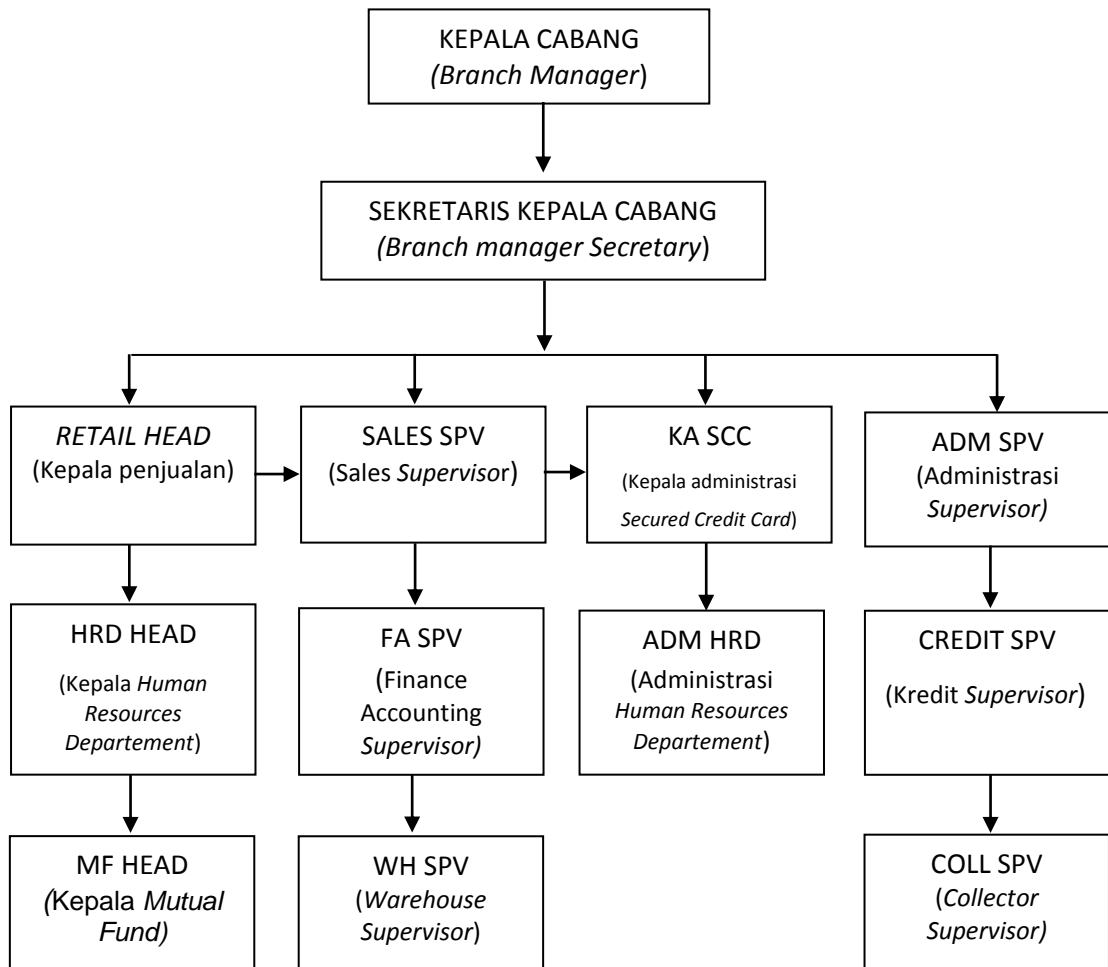 KEPALA CABANG
(Branch Manager)
SEKRETARIS KEPALA CABANG
(Branch manager Secretary)
RETAIL HEAD
(Kepala penjualan)
SALES SPV
(Sales Supervisor)
KA SCC
(Kepala administrasi
Secured Credit Card)
ADM SPV
(Administrasi
Supervisor)
HRD HEAD
(Kepala Human
Resources
Departement)
FA SPV
(Finance
Accounting
Supervisor)
ADM HRD
(Administrasi
Human Resources
Departement)
CREDIT SPV
(Kredit Supervisor)
MF HEAD
(Kepala Mutual
Fund)
WH SPV
(Warehouse
Supervisor)
COLL SPV
(Collector
Supervisor)